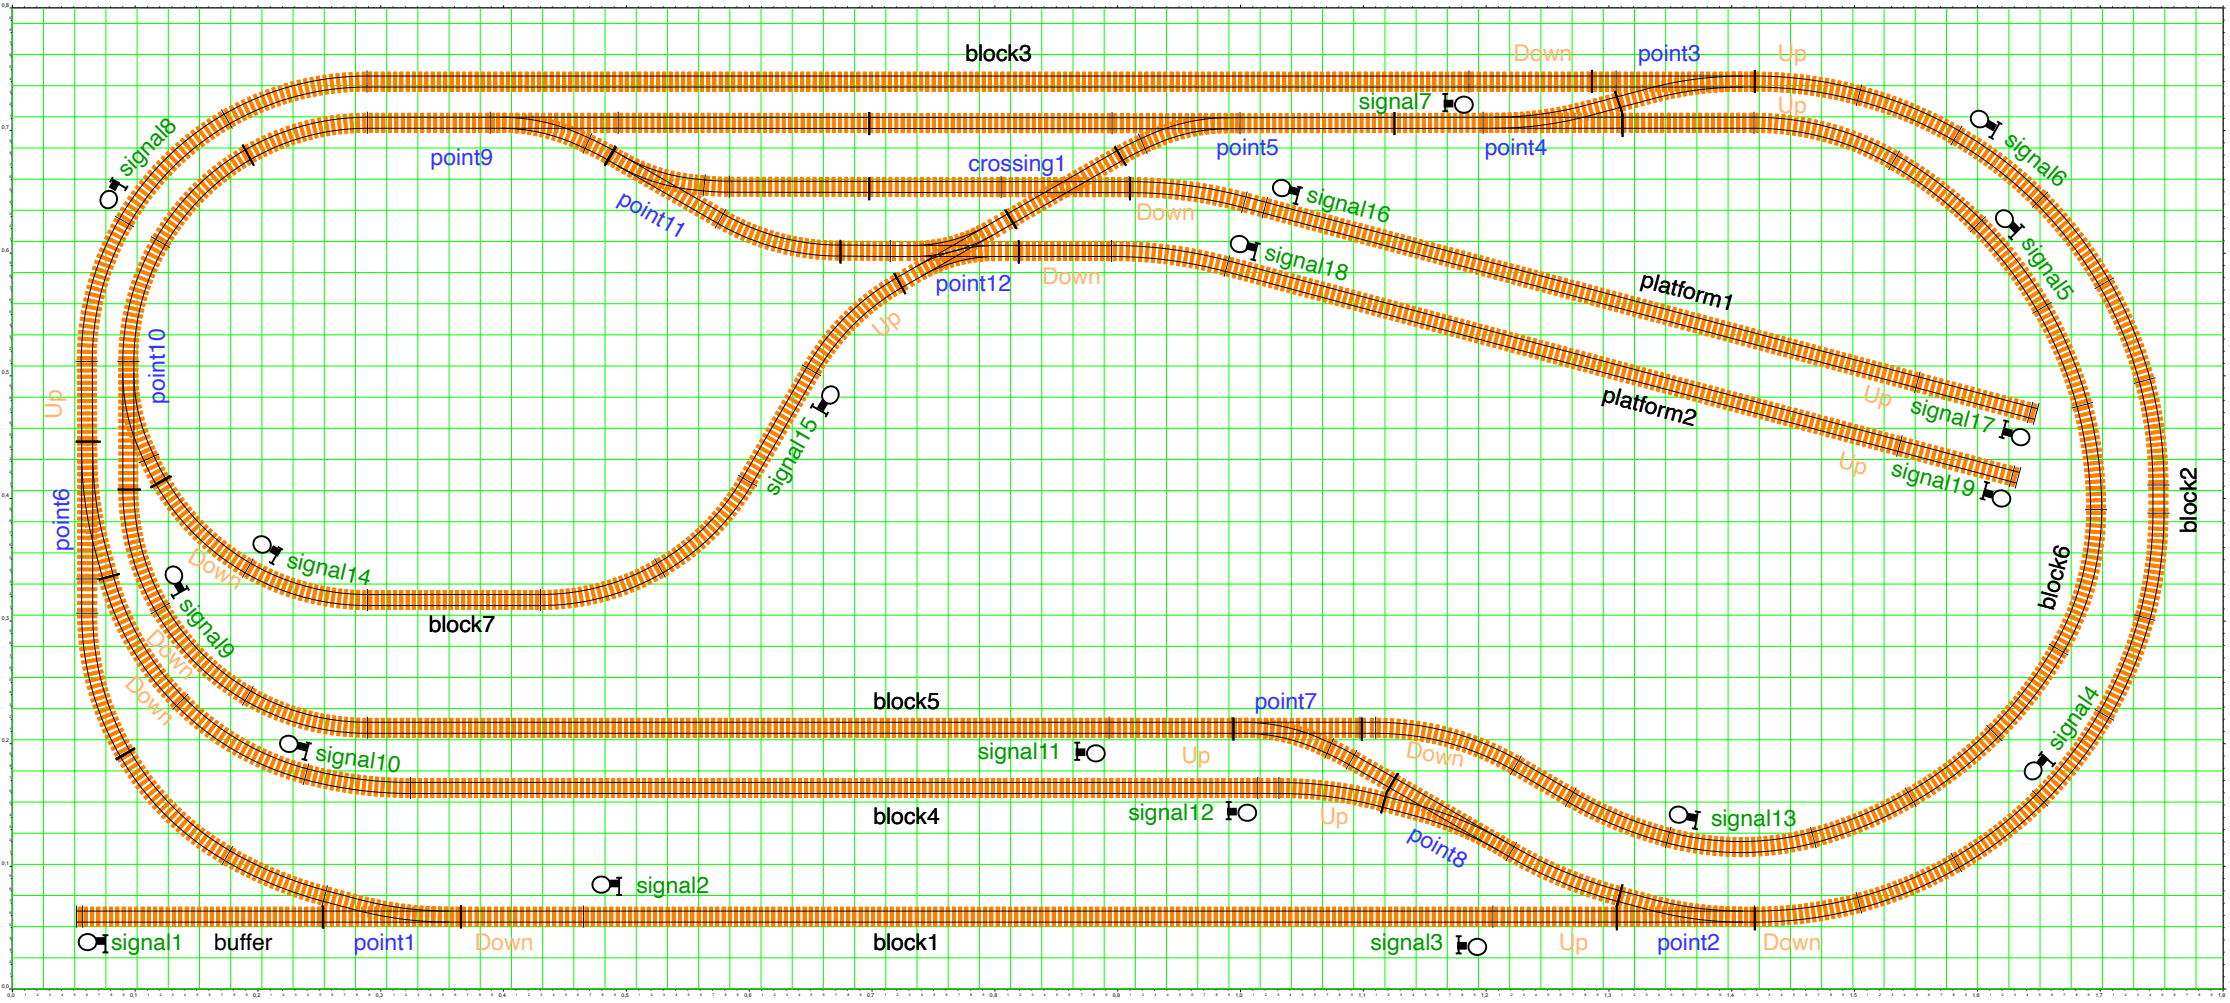 block3
Down
point3
Up
signal7
Up
signal8
point9
crossing1
point5
point4
signal6
point11
Down
signal16
signal5
signal18
point12
Down
platform1
Up
point10
Up
platform2
Up
signal17
signal15
Up
signal19
block2
point6
signal14
Down
block6
signal9
block7
Down
Down
block5
point7
signal4
signal10
signal11
Up
Down
block4
signal12
Up
signal13
point8
signal2
signal1
buffer
point1
Down
block1
signal3
Up
point2
Down